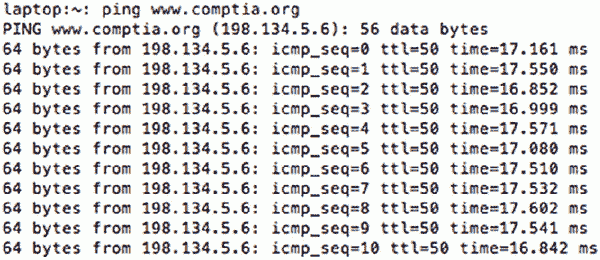 laptop:~: ping www.comptia.org
PING www.comptia.org (198.134.5.6): 56 data bytes
64 bytes from 198.134.5.6: icmp_seq=0 ttl=50 time=17.161 ms
64 bytes from 198.134.5.6: icmp_seq=1 ttl=50 time=17.550 ms
64 bytes from 198.134.5.6: icmp_seq=2 ttl=50 time=16.852 ms
64 bytes from 198.134.5.6: icmp_seq=3 ttl=50 time=16.999 ms
64 bytes from 198.134.5.6: icmp_seq=4 ttl=50 time=17.571 ms
64 bytes from 198.134.5.6: icmp_seq=5 ttl=50 time=17.080 ms
64 bytes from 198.134.5.6: icmp_seq=6 ttl=50 time=17.510 ms
64 bytes from 198.134.5.6: icmp_seq=7 ttl=50 time=17.532 ms
64 bytes from 198.134.5.6: icmp_seq=8 ttl=50 time=17.602 ms
64 bytes from 198.134.5.6: icmp_seq=9 ttl=50 time=17.541 ms
64 bytes from 198.134.5.6: icmp_seq=10 ttl=50 time=16.842 ms